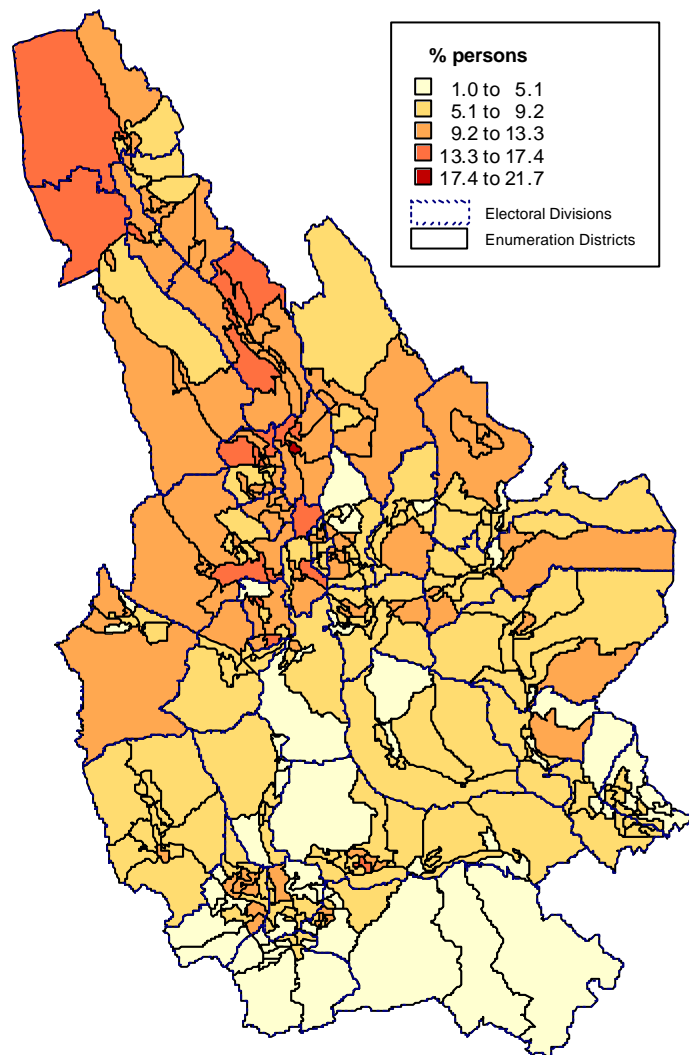 % persons
1.0 to 5.1
5.1 to 9.2
9.2 to 13.3
13.3 to 17.4
17.4 to 21.7
Electoral Divisions
Enumeration Districts